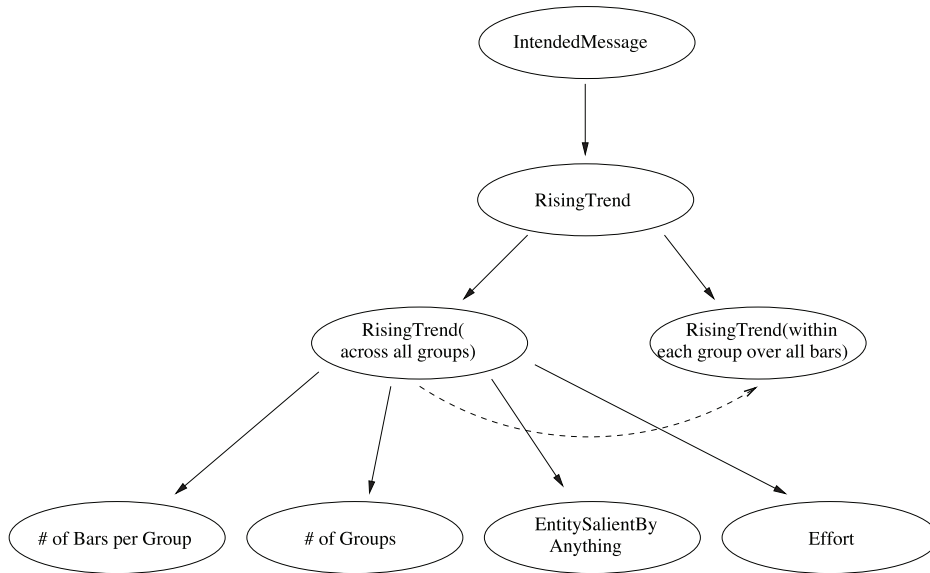 IntendedMessage
RisingTrend
RisingTrend(
across all groups)
RisingTrend(within
each group over all bars)
# of Bars per Group
# of Groups
EntitySalientBy
Anything
Effort